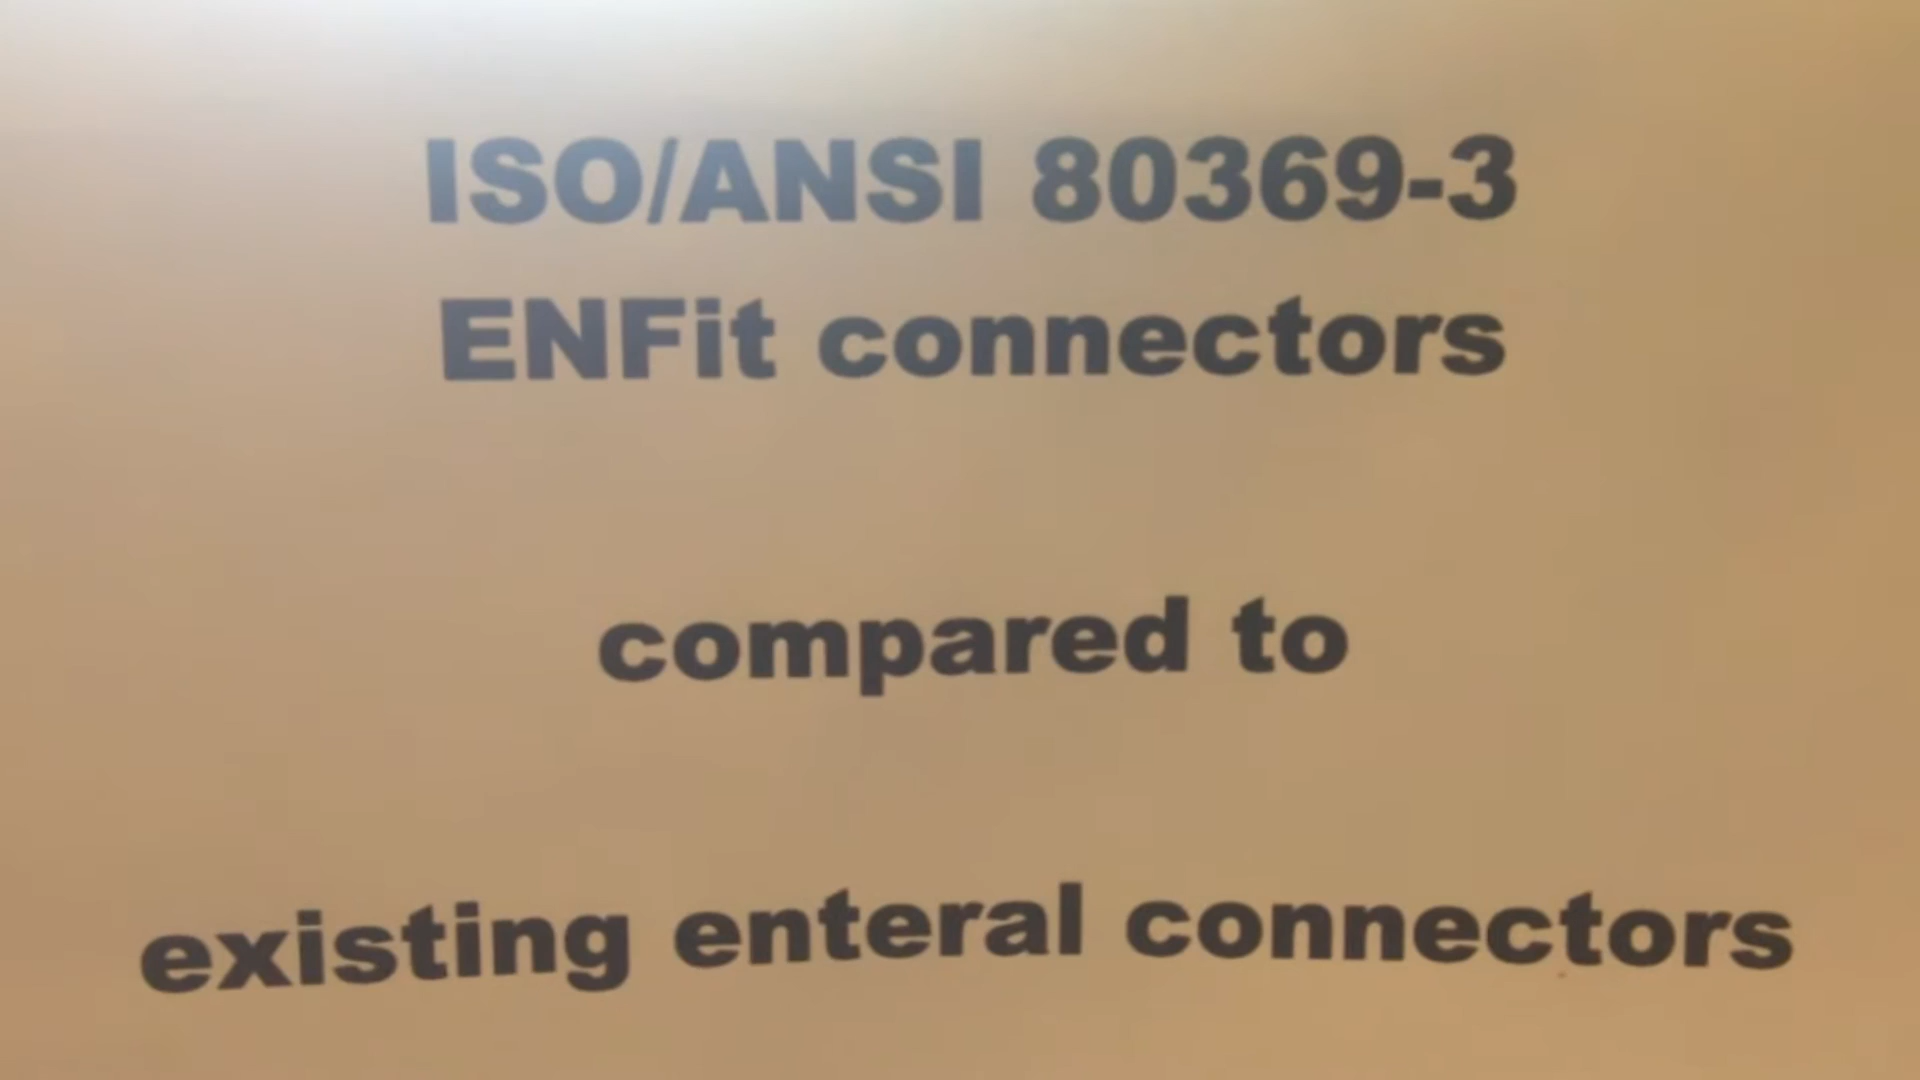 ISO/ANSI 80369-3
ENFit connectors
compared to
existing enteral connectors